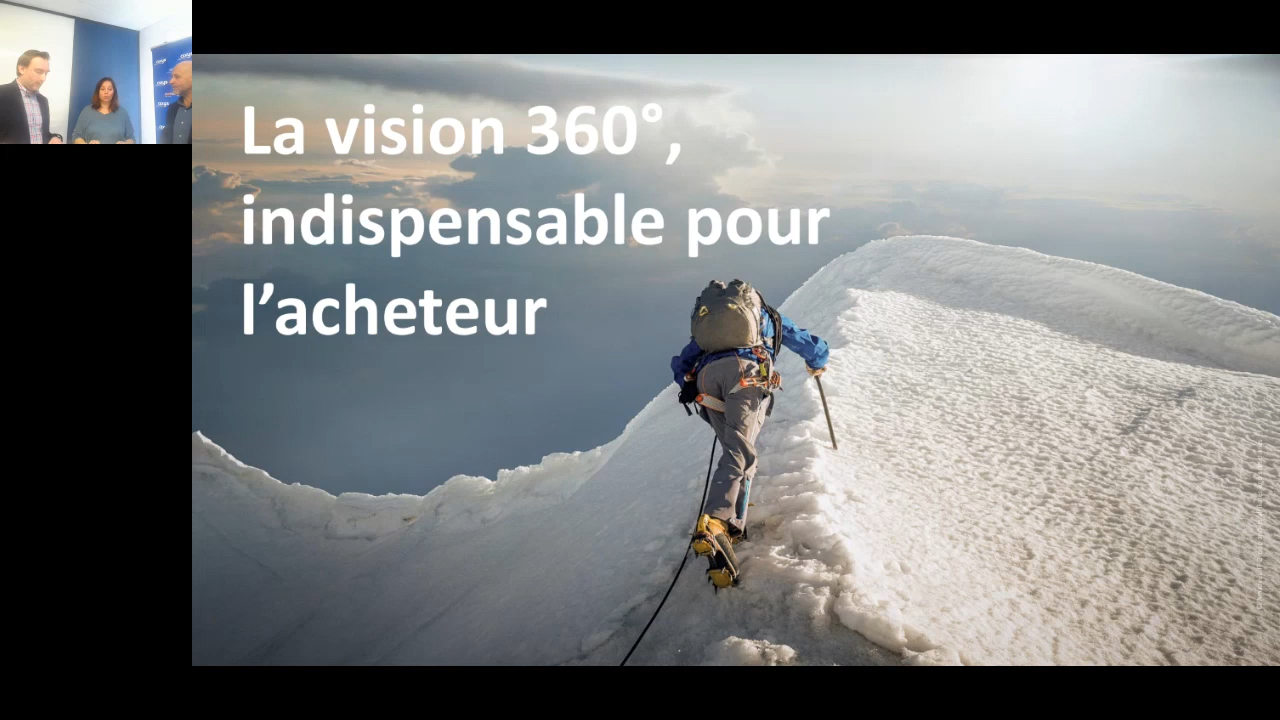 La vision 360°,
indispensable pour
l’acheteur